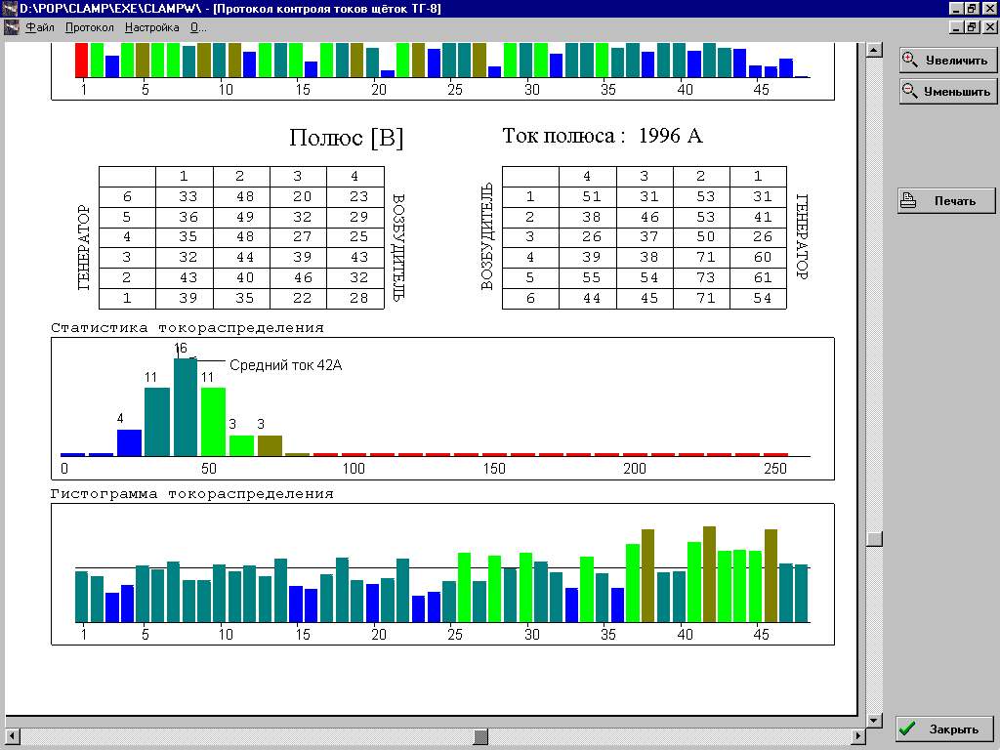 D:\POP\CLAMP\EXE\CLAMPW\ - [Протокол контроля токов щёток ТГ-8]
Файл Протокол Настройка О...
Увеличить
Уменьшить
Печать
1 5 10 15 20 25 30 35 40 45
Полюс [В] Ток полюса : 1996 А
ГЕНЕРАТОР
1 2 3 4
6 33 48 20 23
5 36 49 32 29
4 35 48 27 25
3 32 44 39 43
2 43 40 46 32
1 39 35 22 28
ВОЗБУДИТЕЛЬ
ВОЗБУДИТЕЛЬ
4 3 2 1
1 51 31 53 31
2 38 46 53 41
3 26 37 50 26
4 39 38 71 60
5 55 54 73 61
6 44 45 71 54
ГЕНЕРАТОР
Статистика токораспределения
4 11 16 11 3 3
Средний ток 42А
0 50 100 150 200 250
Гистограмма токораспределения
1 5 10 15 20 25 30 35 40 45
Закрыть